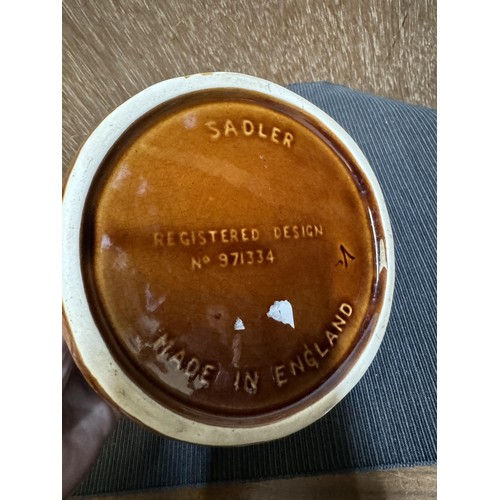 SADLER
REGISTERED DESIGN
Nº 971334
MADE IN ENGLAND